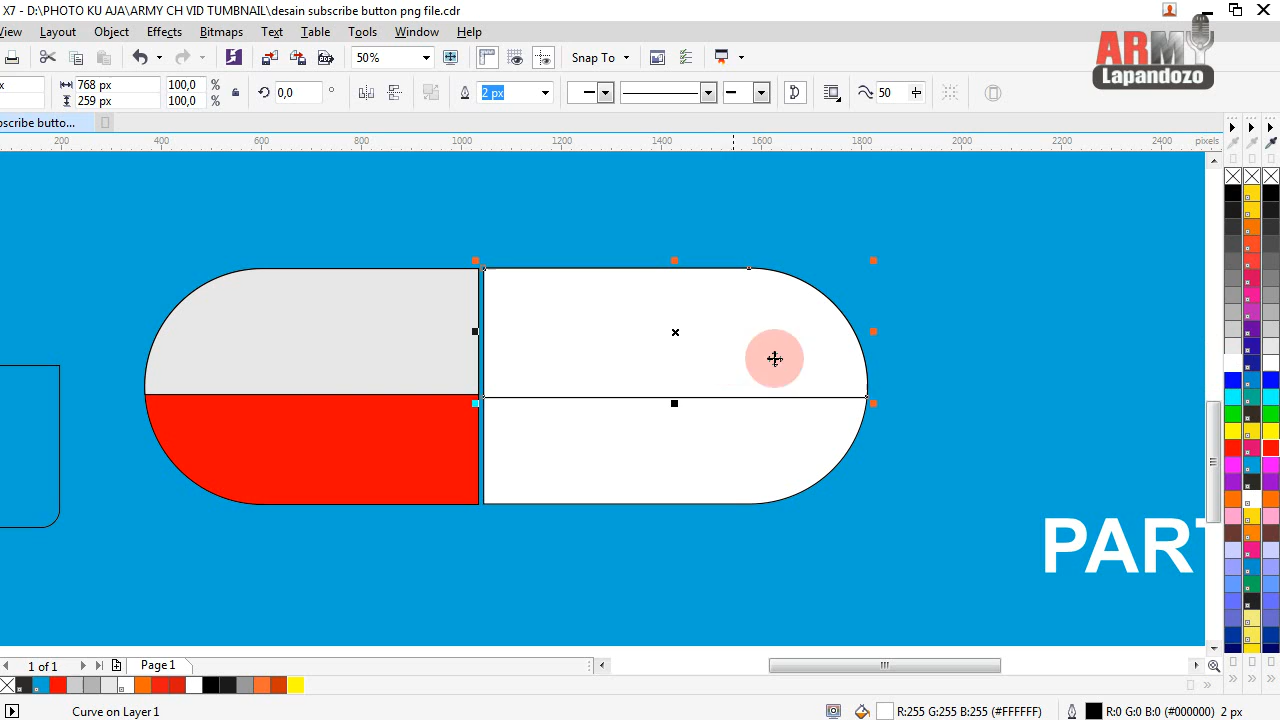 X7 - D:\PHOTO KU AJA\ARMY CH VID TUMBNAIL\desain subscribe button png file.cdr
View Layout Object Effects Bitmaps Text Table Tools Window Help
50% Snap To
ARMY
Lapandozo
768 px 100,0 %
259 px 100,0 %
0,0 °
2 px
50
scribe butto...
200 400 600 800 1000 1200 1400 1600 1800 2000 2200 2400 pixels
PART
1 of 1 Page 1
Curve on Layer 1 R:255 G:255 B:255 (#FFFFFF) R:0 G:0 B:0 (#000000) 2 px